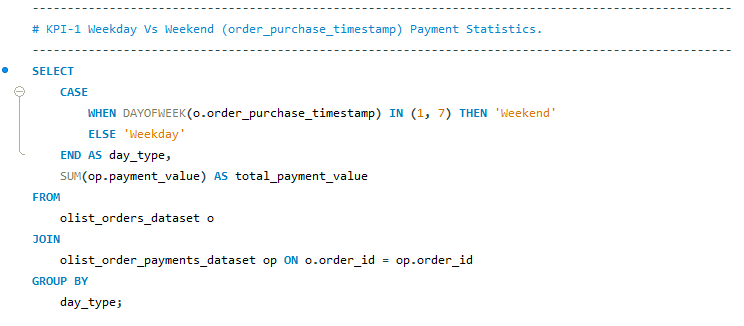 # KPI-1 Weekday Vs Weekend (order_purchase_timestamp) Payment Statistics.
SELECT
CASE
WHEN DAYOFWEEK(o.order_purchase_timestamp) IN (1, 7) THEN 'Weekend'
ELSE 'Weekday'
END AS day_type,
SUM(op.payment_value) AS total_payment_value
FROM
olist_orders_dataset o
JOIN
olist_order_payments_dataset op ON o.order_id = op.order_id
GROUP BY
day_type;